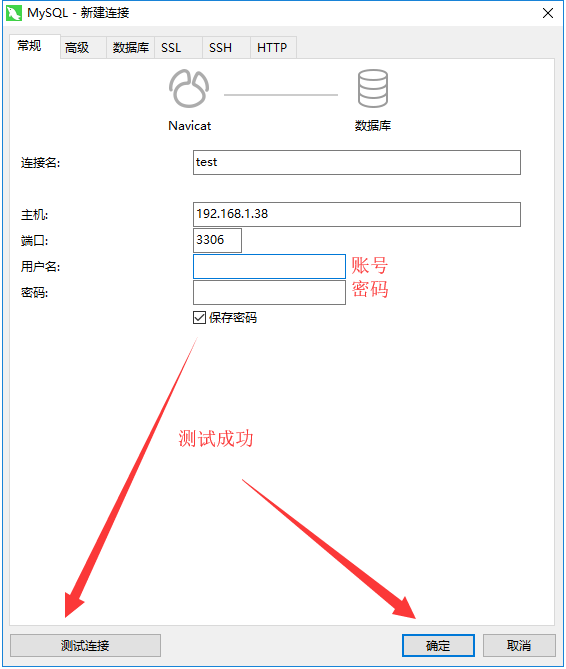 MySQL - 新建连接
常规 高级 数据库 SSL SSH HTTP
Navicat 数据库
连接名: test
主机: 192.168.1.38
端口: 3306
用户名: 账号
密码: 密码
保存密码
测试成功
测试连接 确定 取消